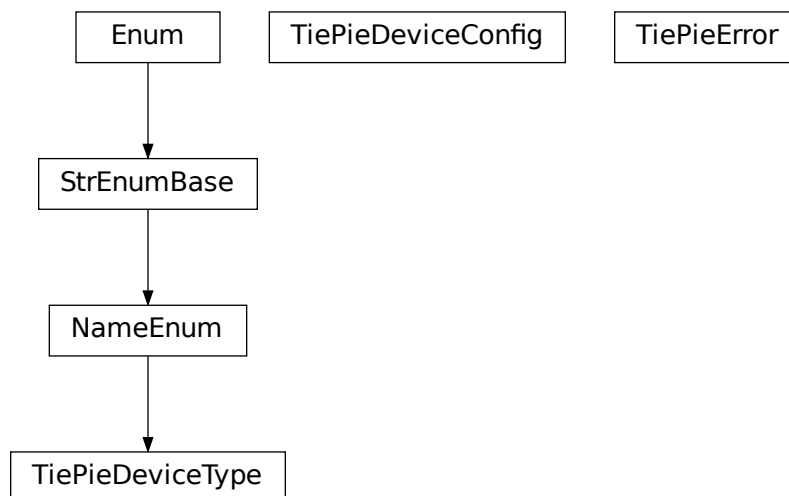 Enum
TiePieDeviceConfig
TiePieError
StrEnumBase
NameEnum
TiePieDeviceType